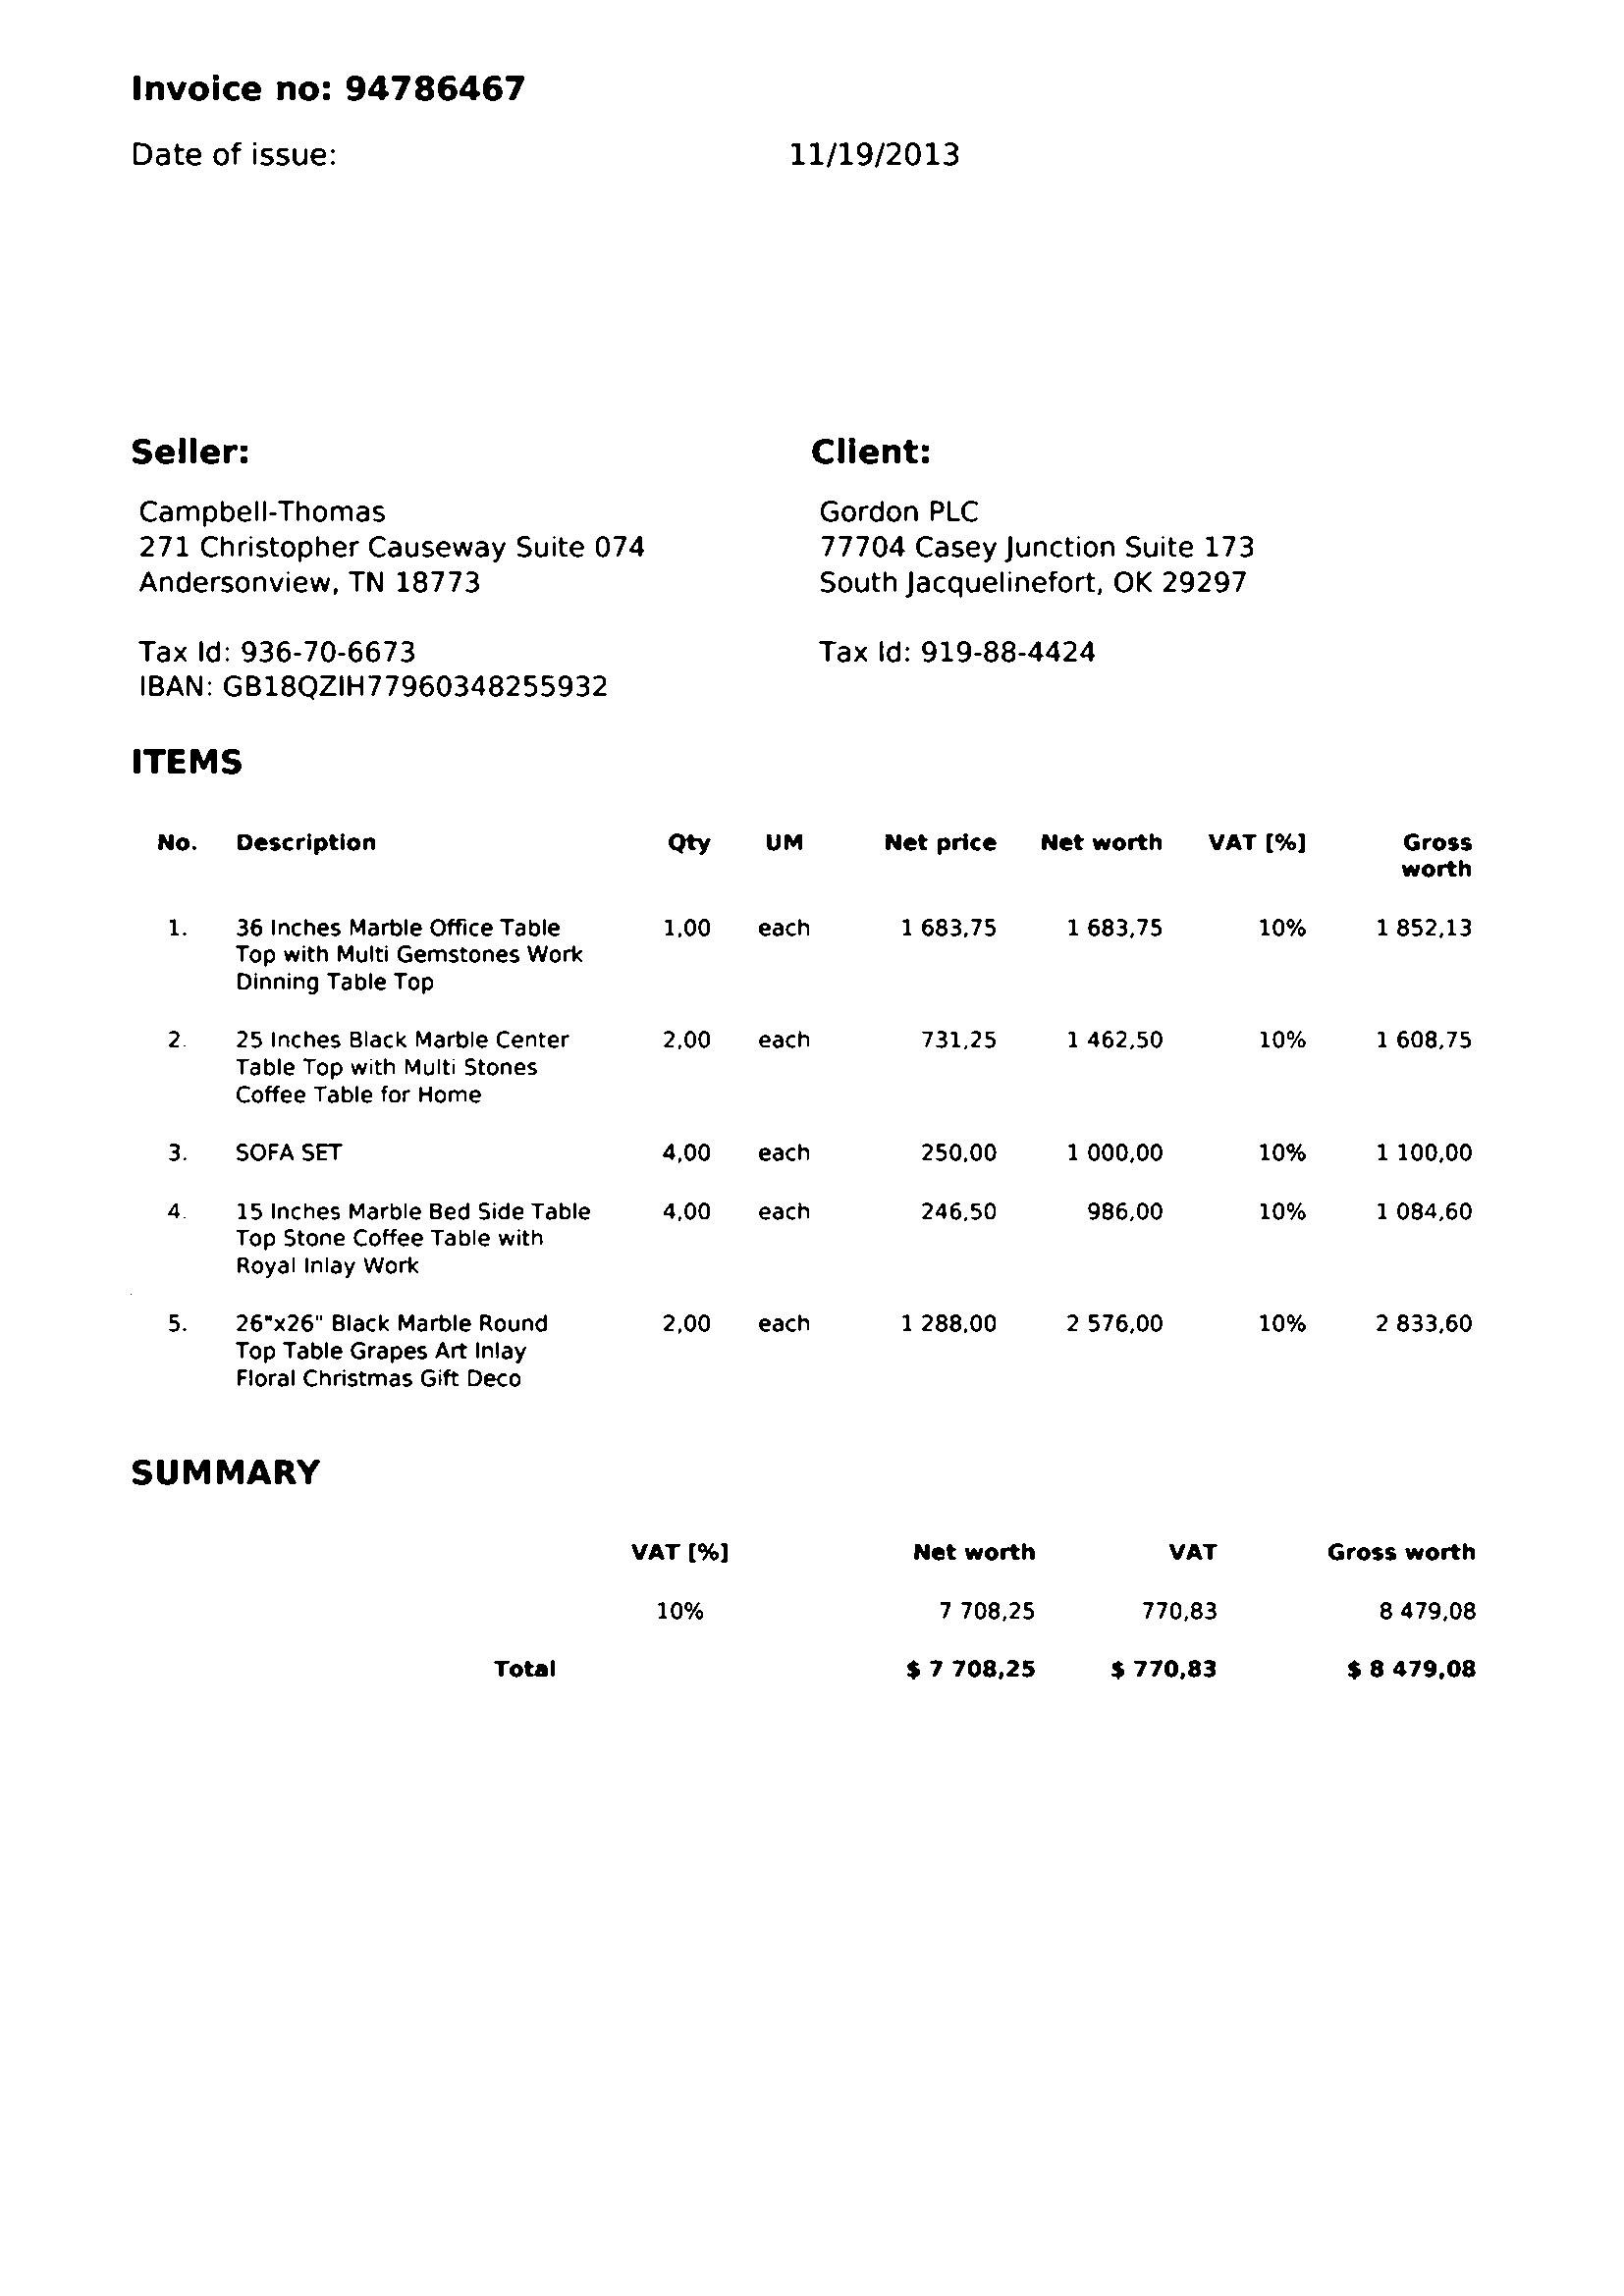 Invoice no: 94786467
Date of issue: 11/19/2013
Seller: Client:
Campbell-Thomas Gordon PLC
271 Christopher Causeway Suite 074 77704 Casey Junction Suite 173
Andersonview, TN 18773 South Jacquelinefort, OK 29297
Tax Id: 936-70-6673 Tax Id: 919-88-4424
IBAN: GB18QZIH77960348255932
ITEMS
No. Description Qty UM Net price Net worth VAT [%] Gross
worth
1. 36 Inches Marble Office Table 1,00 each 1 683,75 1 683,75 10% 1 852,13
Top with Multi Gemstones Work
Dinning Table Top
2. 25 Inches Black Marble Center 2,00 each 731,25 1 462,50 10% 1 608,75
Table Top with Multi Stones
Coffee Table for Home
3. SOFA SET 4,00 each 250,00 1 000,00 10% 1 100,00
4. 15 Inches Marble Bed Side Table 4,00 each 246,50 986,00 10% 1 084,60
Top Stone Coffee Table with
Royal Inlay Work
5. 26"x26" Black Marble Round 2,00 each 1 288,00 2 576,00 10% 2 833,60
Top Table Grapes Art Inlay
Floral Christmas Gift Deco
SUMMARY
VAT [%] Net worth VAT Gross worth
10% 7 708,25 770,83 8 479,08
Total $ 7 708,25 $ 770,83 $ 8 479,08